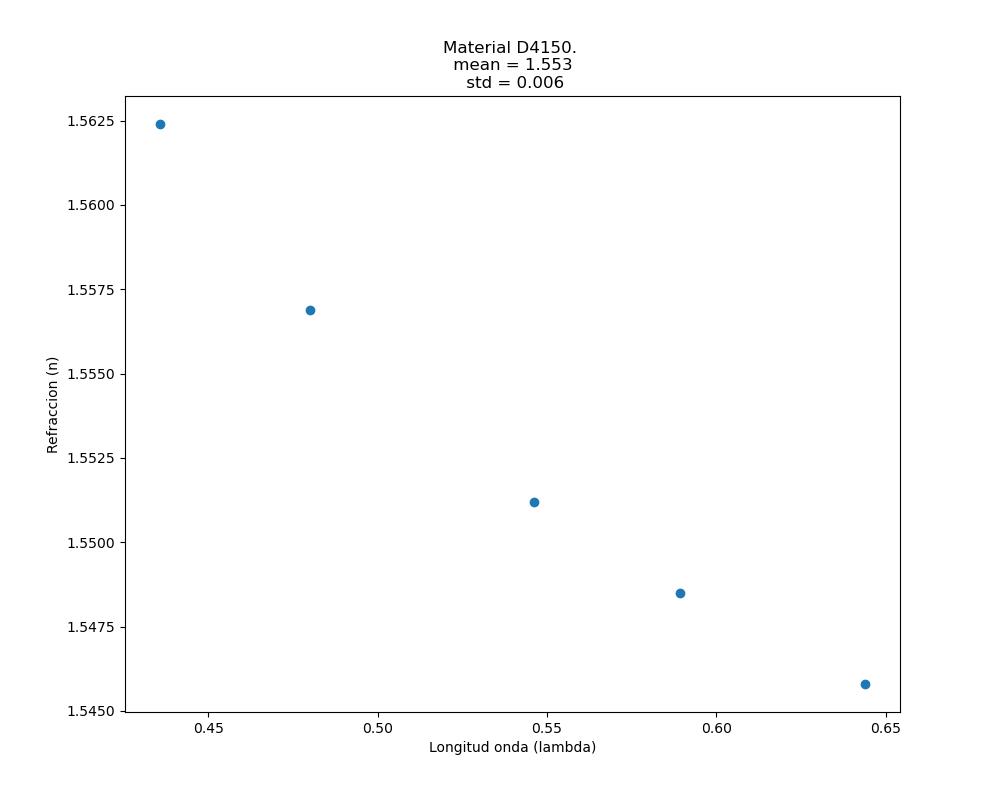 Material D4150.
mean = 1.553
std = 0.006
Refraccion (n)
1.5625
1.5600
1.5575
1.5550
1.5525
1.5500
1.5475
1.5450
0.45 0.50 0.55 0.60 0.65
Longitud onda (lambda)